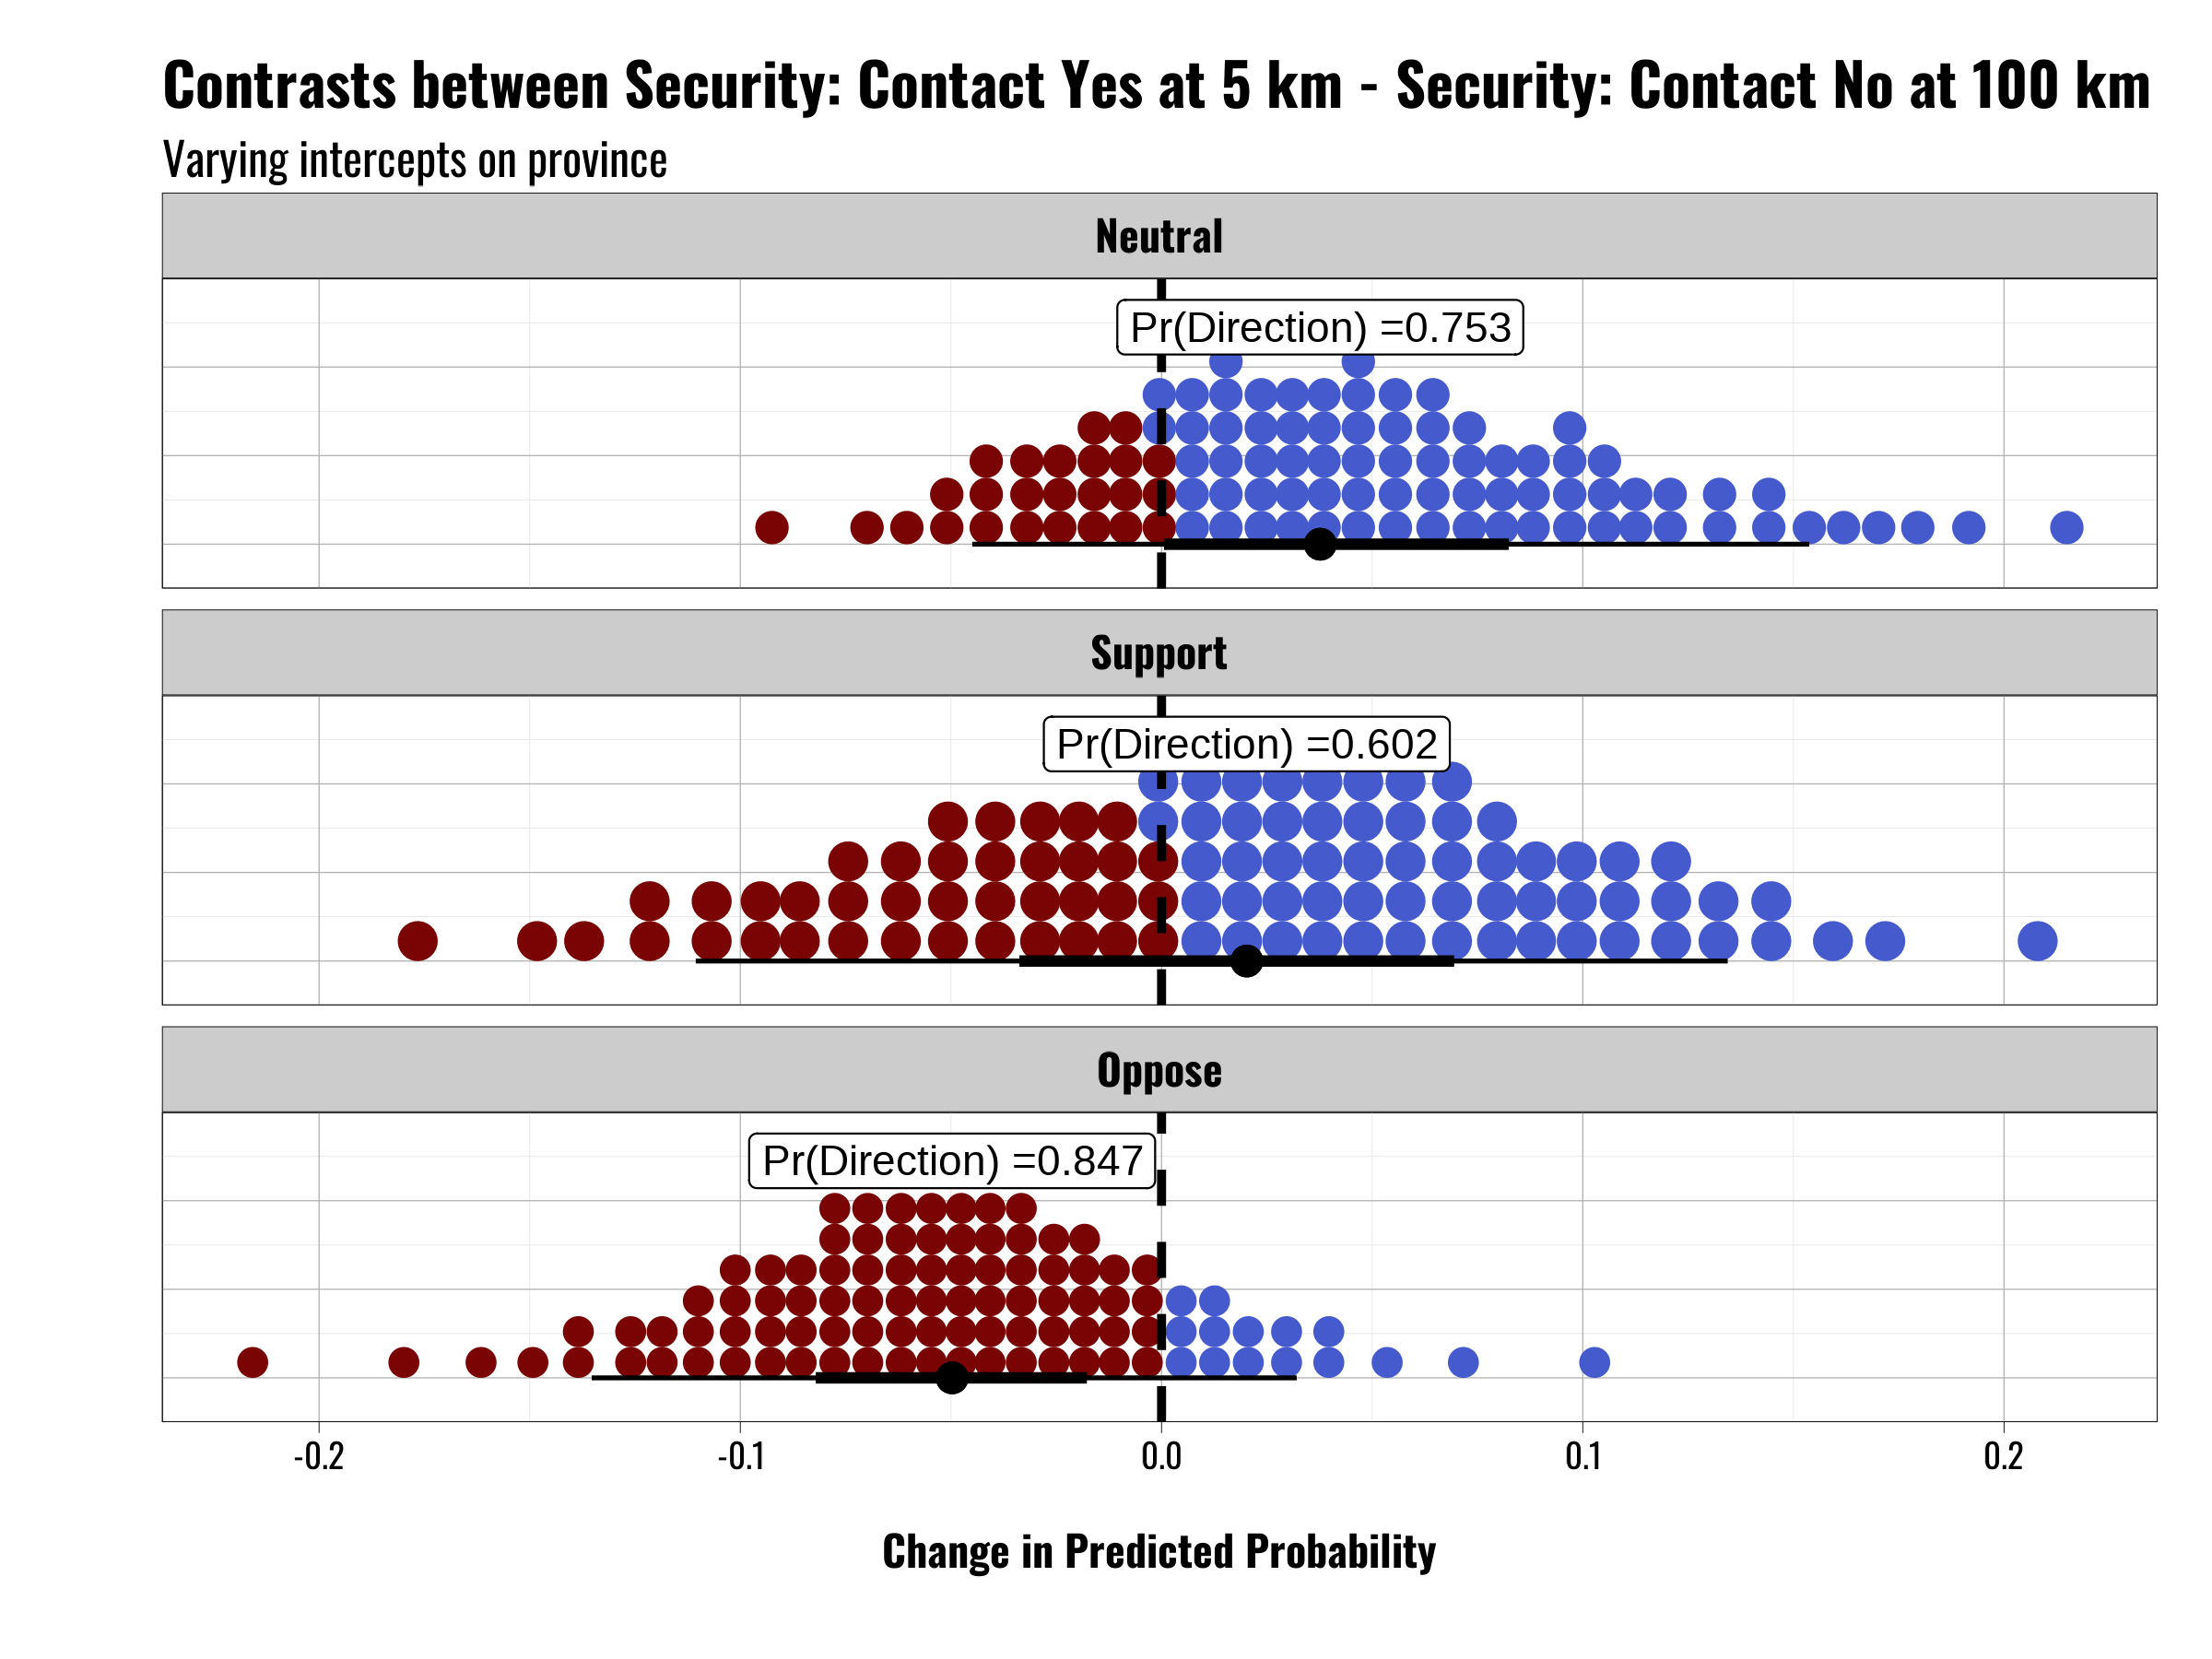 Contrasts between Security: Contact Yes at 5 km - Security: Contact No at 100 km
Varying intercepts on province
Neutral
Pr(Direction) =0.753
Support
Pr(Direction) =0.602
Oppose
Pr(Direction) =0.847
-0.2 -0.1 0.0 0.1 0.2
Change in Predicted Probability